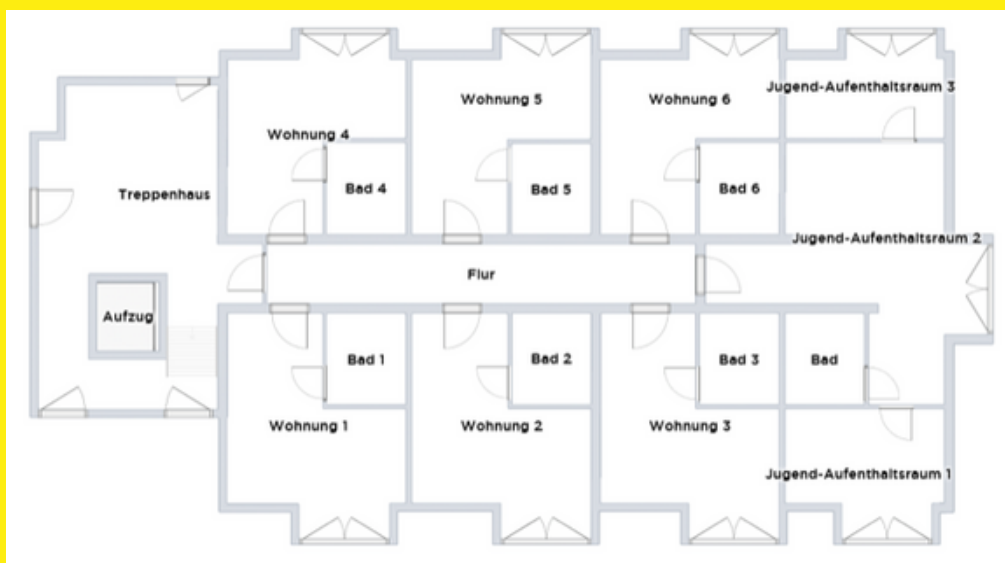 Jugend-Aufenthaltsraum 3
Wohnung 5
Wohnung 6
Wohnung 4
Treppenhaus
Bad 4
Bad 5
Bad 6
Jugend-Aufenthaltsraum 2
Flur
Aufzug
Bad 1
Bad 2
Bad 3
Bad
Wohnung 1
Wohnung 2
Wohnung 3
Jugend-Aufenthaltsraum 1